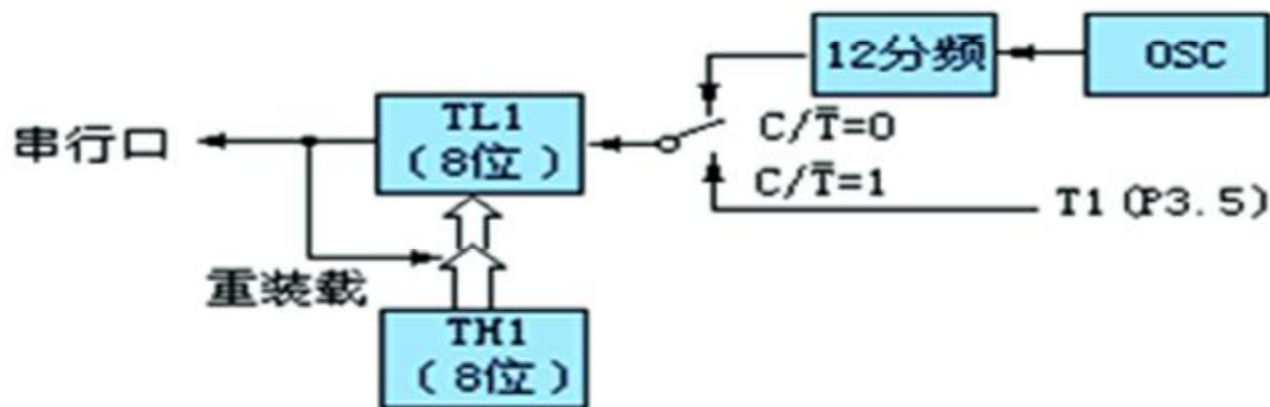 12分频
OSC
TL1
(8位)
串行口
C/T̅=0
C/T̅=1
T1(P3.5)
重装载
TH1
(8位)